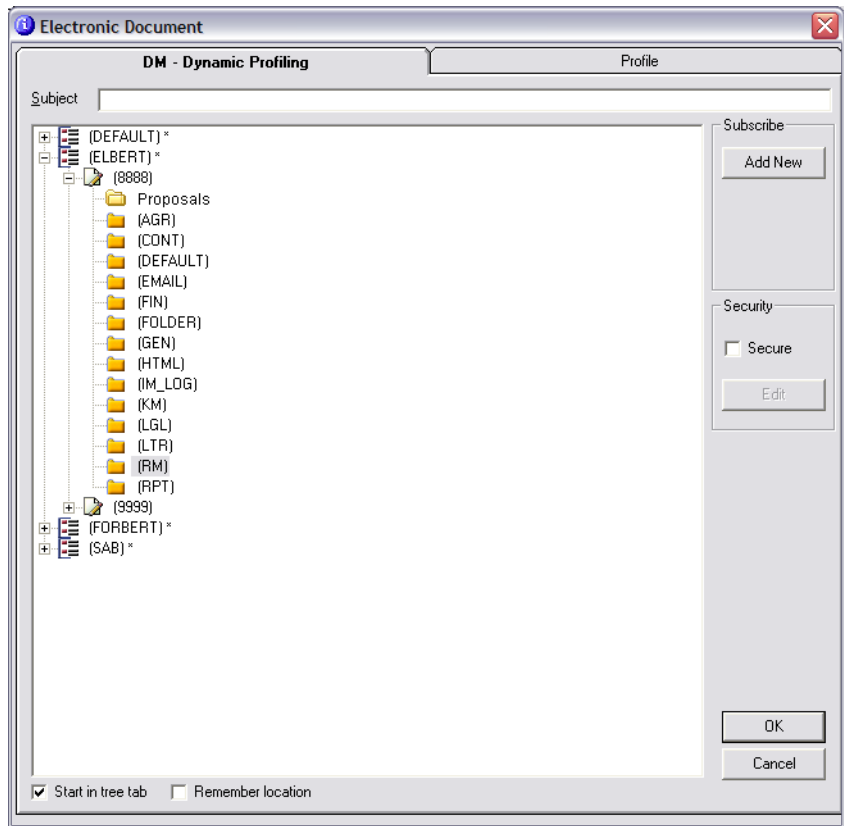 Electronic Document
DM - Dynamic Profiling
Profile
Subject
(DEFAULT) *
(ELBERT) *
(8888)
Proposals
(AGR)
(CONT)
(DEFAULT)
(EMAIL)
(FIN)
(FOLDER)
(GEN)
(HTML)
(IM_LOG)
(KM)
(LGL)
(LTR)
(RM)
(RPT)
(9999)
(FORBERT) *
(SAB) *
Subscribe
Add New
Security
Secure
Edit
OK
Cancel
Start in tree tab
Remember location